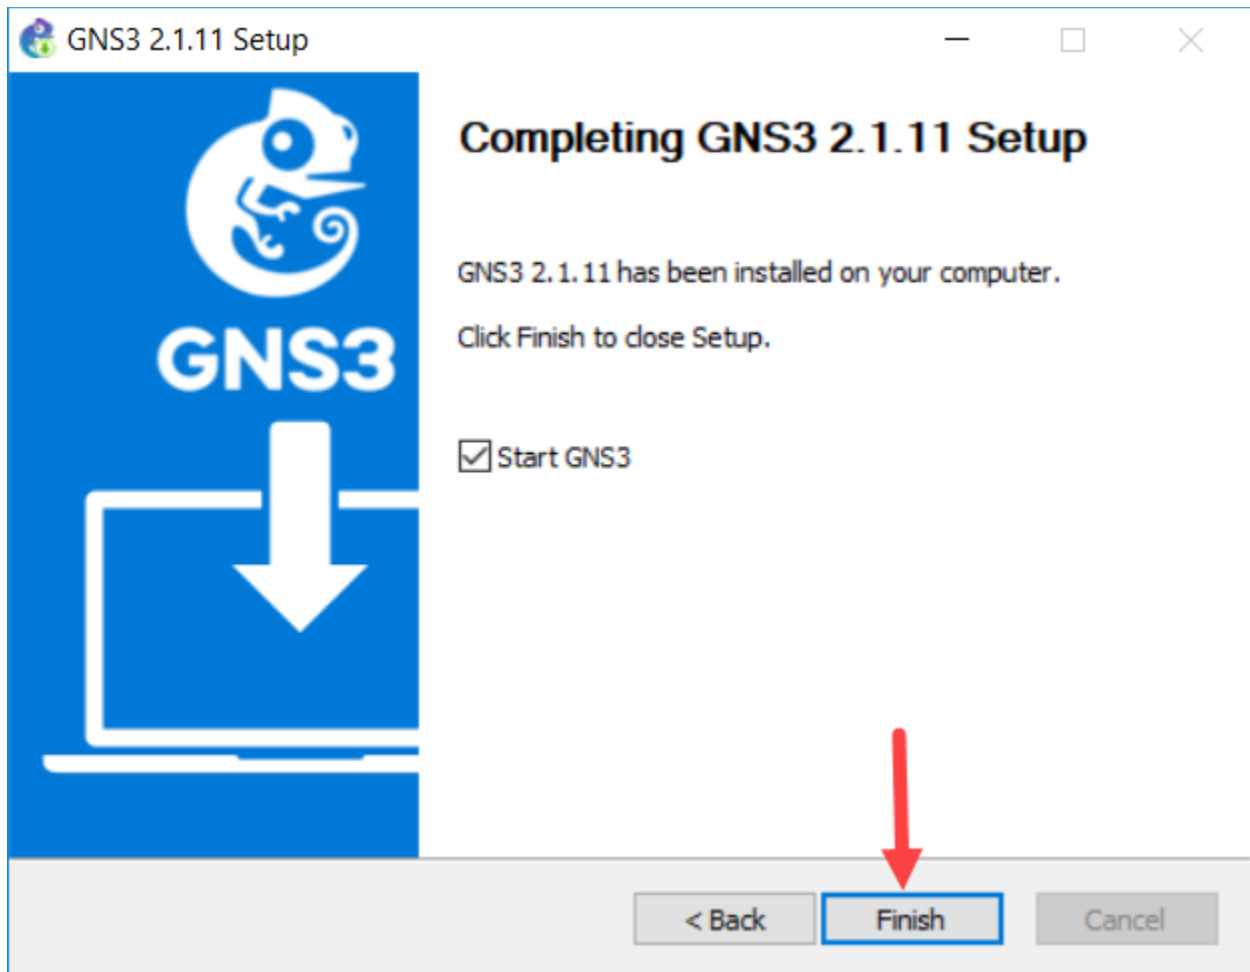 GNS3 2.1.11 Setup
GNS3
Completing GNS3 2.1.11 Setup
GNS3 2.1.11 has been installed on your computer.
Click Finish to close Setup.
Start GNS3
< Back
Finish
Cancel